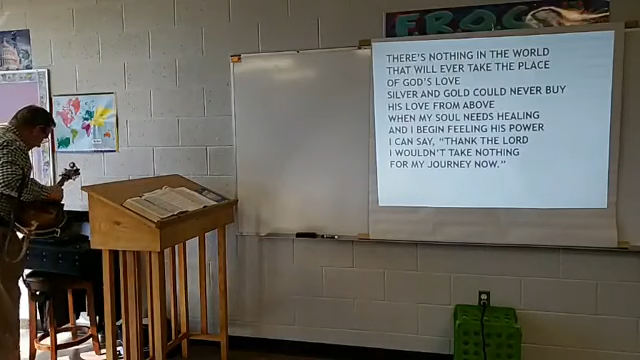 FROG
THERE'S NOTHING IN THE WORLD
THAT WILL EVER TAKE THE PLACE
OF GOD'S LOVE
SILVER AND GOLD COULD NEVER BUY
HIS LOVE FROM ABOVE
WHEN MY SOUL NEEDS HEALING
AND I BEGIN FEELING HIS POWER
I CAN SAY, "THANK THE LORD
I WOULDN'T TAKE NOTHING
FOR MY JOURNEY NOW."